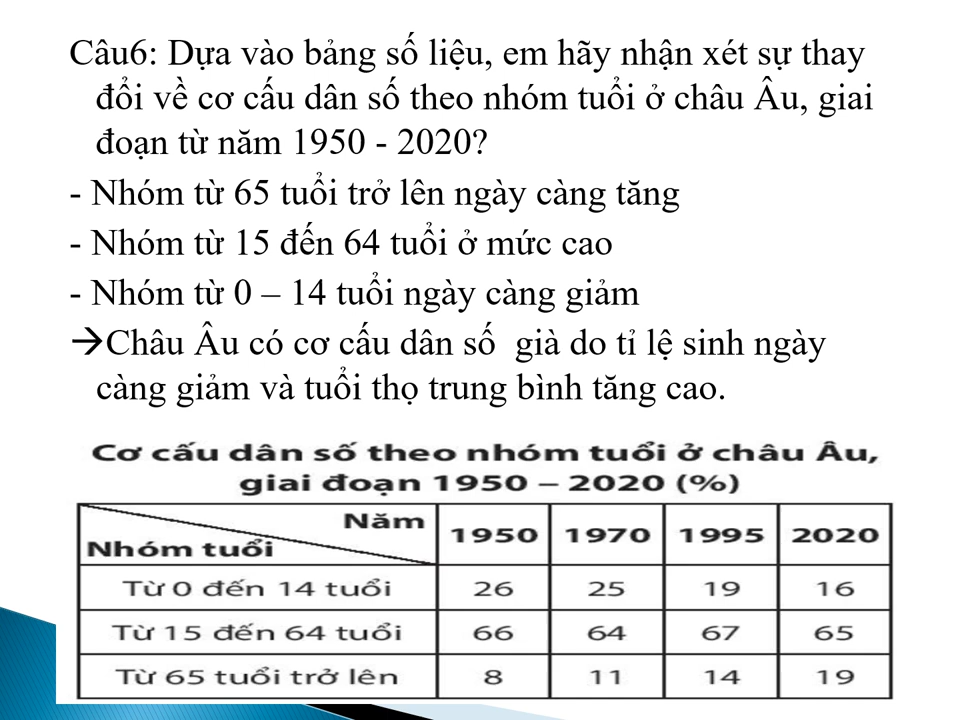 Câu6: Dựa vào bảng số liệu, em hãy nhận xét sự thay
đổi về cơ cấu dân số theo nhóm tuổi ở châu Âu, giai
đoạn từ năm 1950 - 2020?
- Nhóm từ 65 tuổi trở lên ngày càng tăng
- Nhóm từ 15 đến 64 tuổi ở mức cao
- Nhóm từ 0 – 14 tuổi ngày càng giảm
→Châu Âu có cơ cấu dân số già do tỉ lệ sinh ngày
càng giảm và tuổi thọ trung bình tăng cao.
Cơ cấu dân số theo nhóm tuổi ở châu Âu,
giai đoạn 1950 – 2020 (%)
Năm
Nhóm tuổi
1950 1970 1995 2020
Từ 0 đến 14 tuổi 26 25 19 16
Từ 15 đến 64 tuổi 66 64 67 65
Từ 65 tuổi trở lên 8 11 14 19